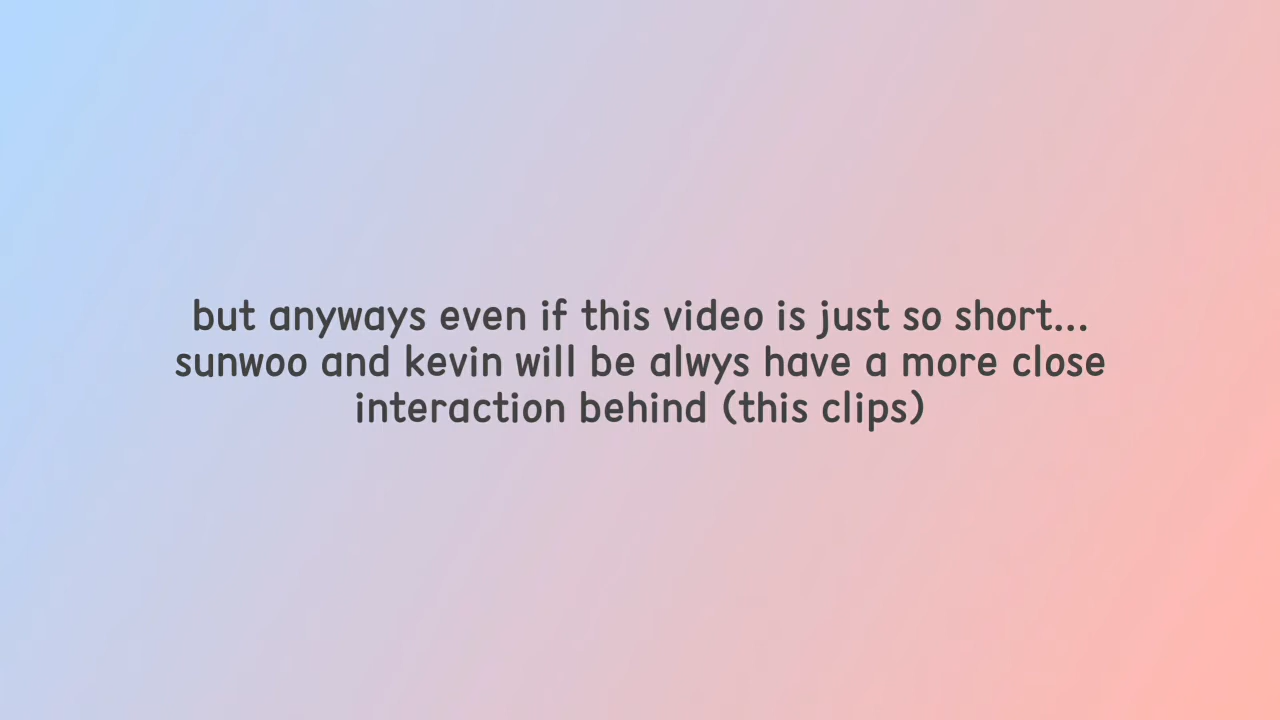 but anyways even if this video is just so short...
sunwoo and kevin will be alwys have a more close
interaction behind (this clips)